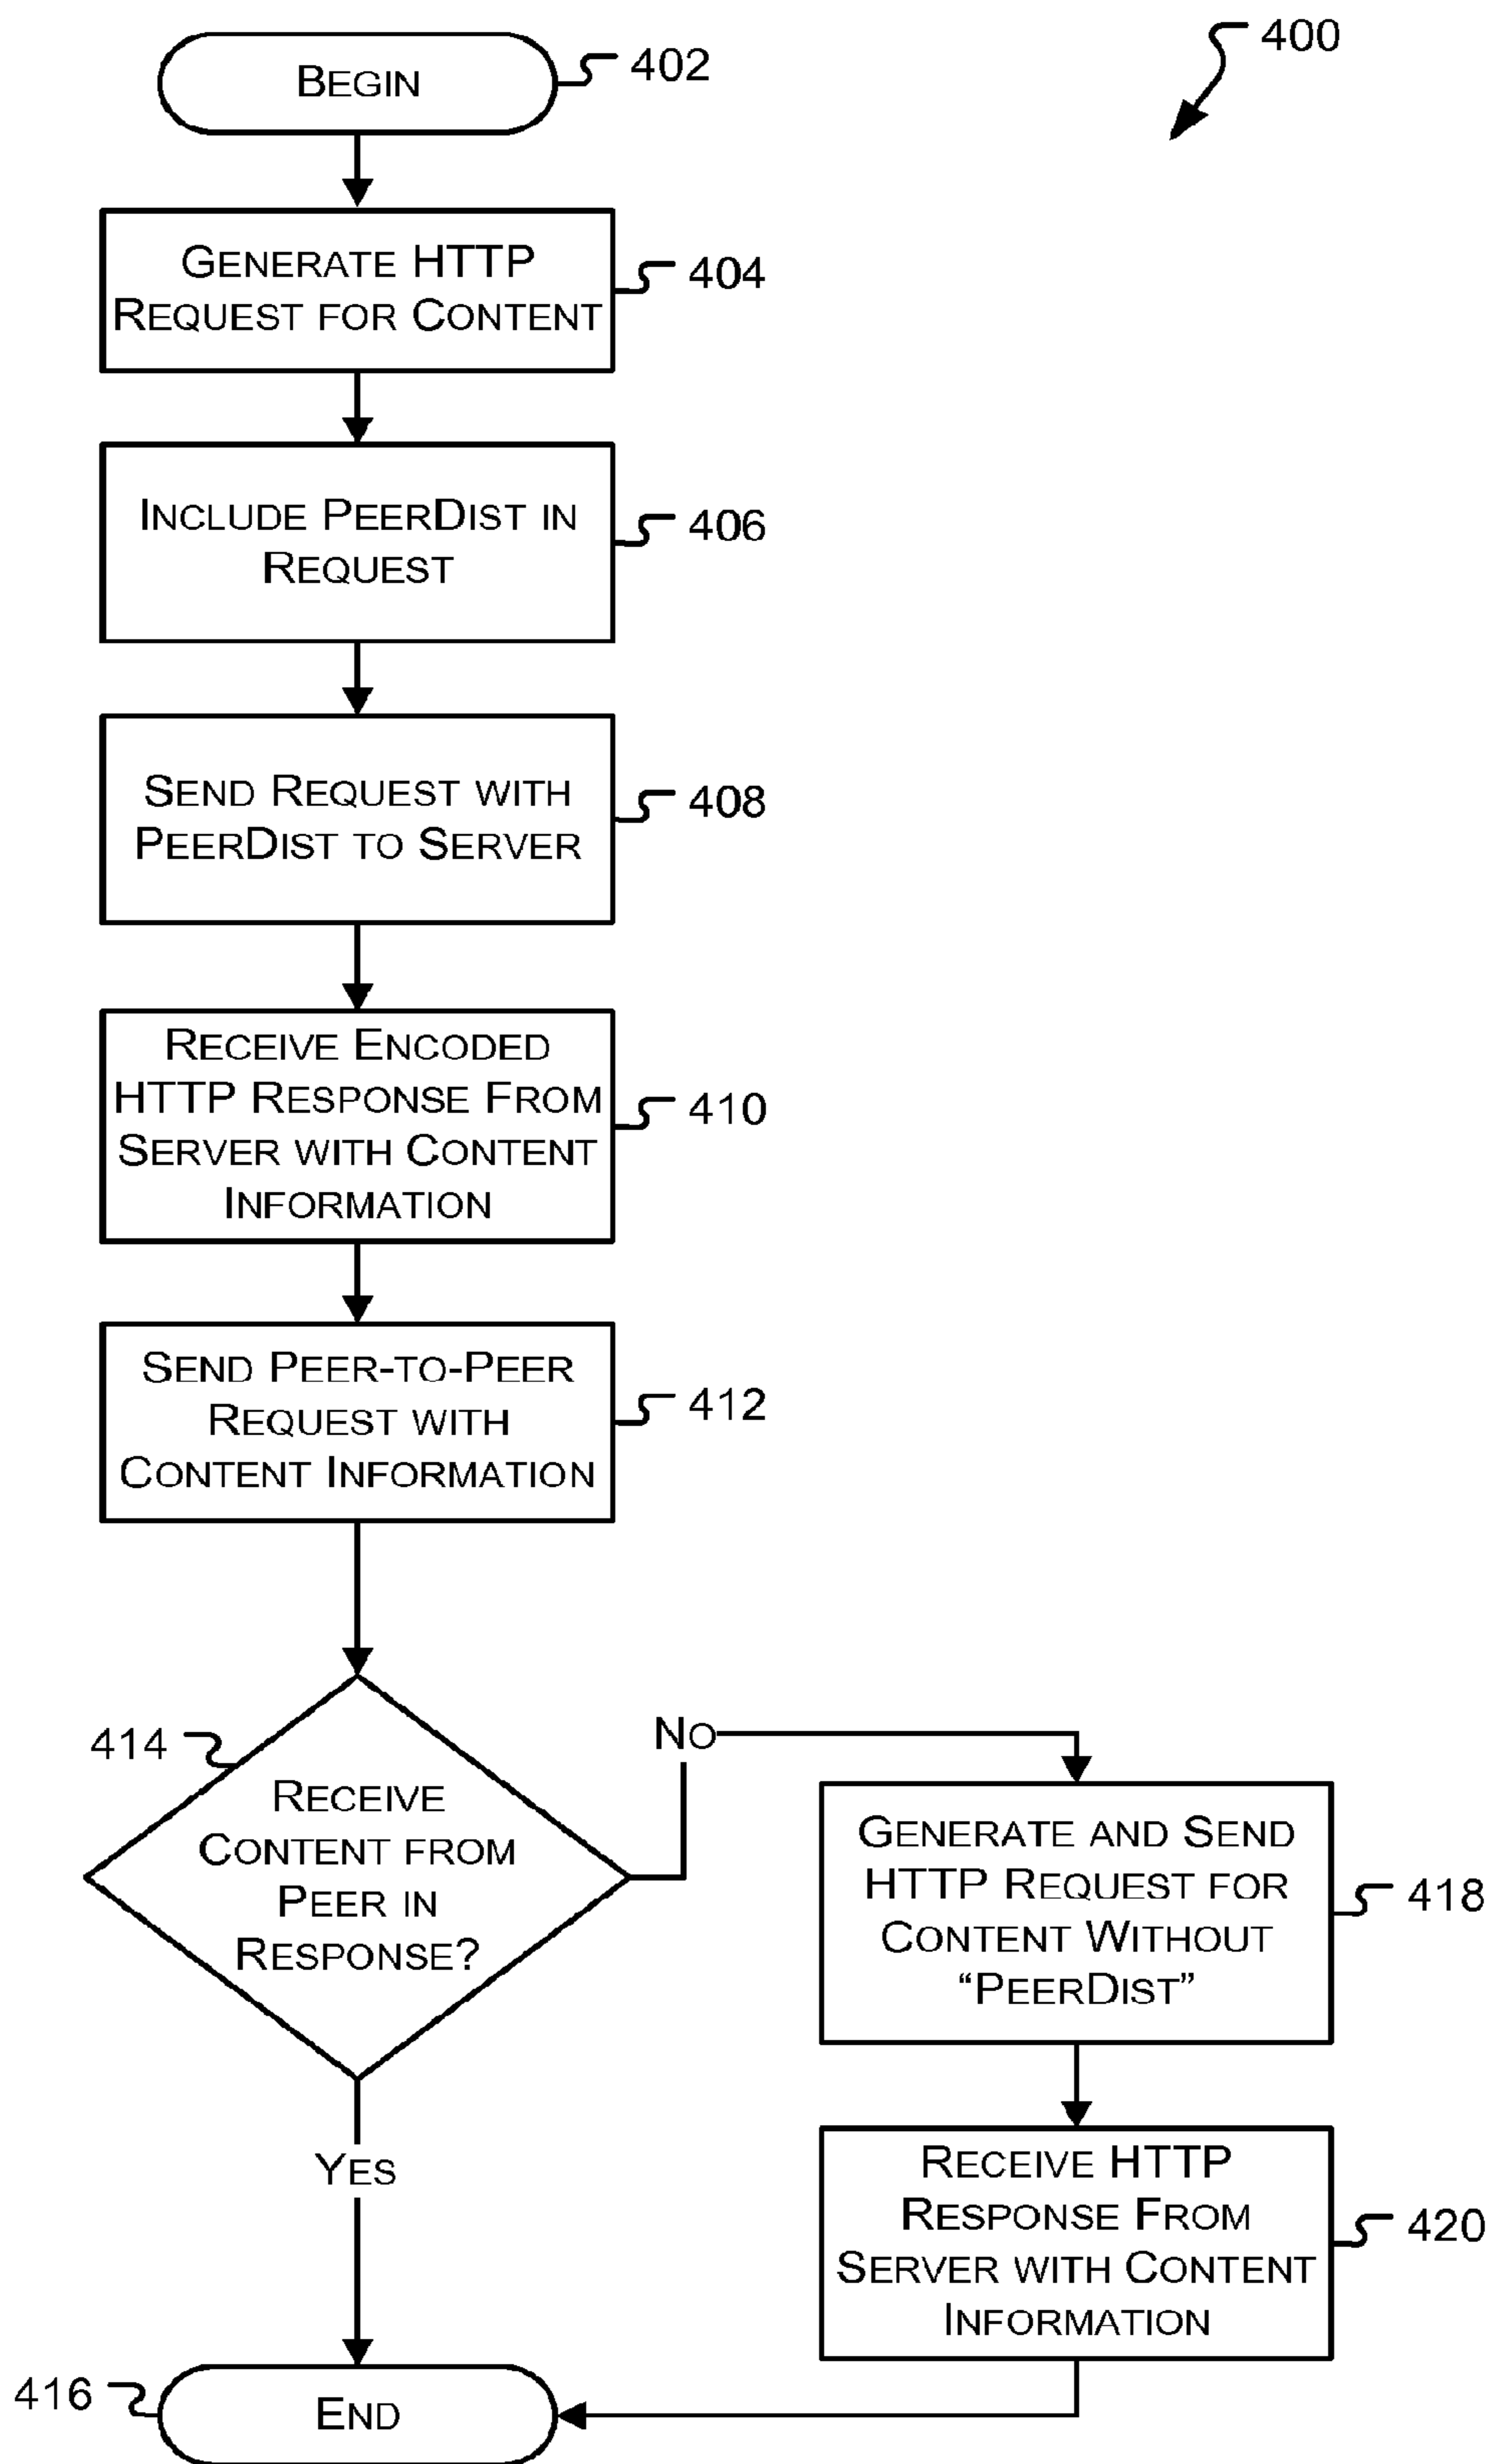 400
BEGIN
402
GENERATE HTTP
REQUEST FOR CONTENT
404
INCLUDE PEERDIST IN
REQUEST
406
SEND REQUEST WITH
PEERDIST TO SERVER
408
RECEIVE ENCODED
HTTP RESPONSE FROM
SERVER WITH CONTENT
INFORMATION
410
SEND PEER-TO-PEER
REQUEST WITH
CONTENT INFORMATION
412
414
RECEIVE
CONTENT FROM
PEER IN
RESPONSE?
NO
GENERATE AND SEND
HTTP REQUEST FOR
CONTENT WITHOUT
“PEERDIST”
418
YES
RECEIVE HTTP
RESPONSE FROM
SERVER WITH CONTENT
INFORMATION
420
416
END